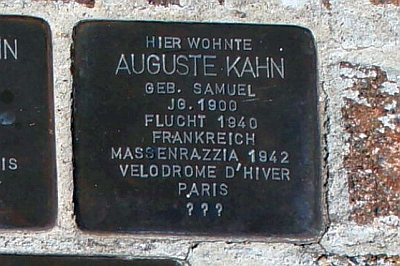 HIER WOHNTE
AUGUSTE KAHN
GEB. SAMUEL
JG. 1900
FLUCHT 1940
FRANKREICH
MASSENRAZZIA 1942
VELODROME D'HIVER
PARIS
? ? ?